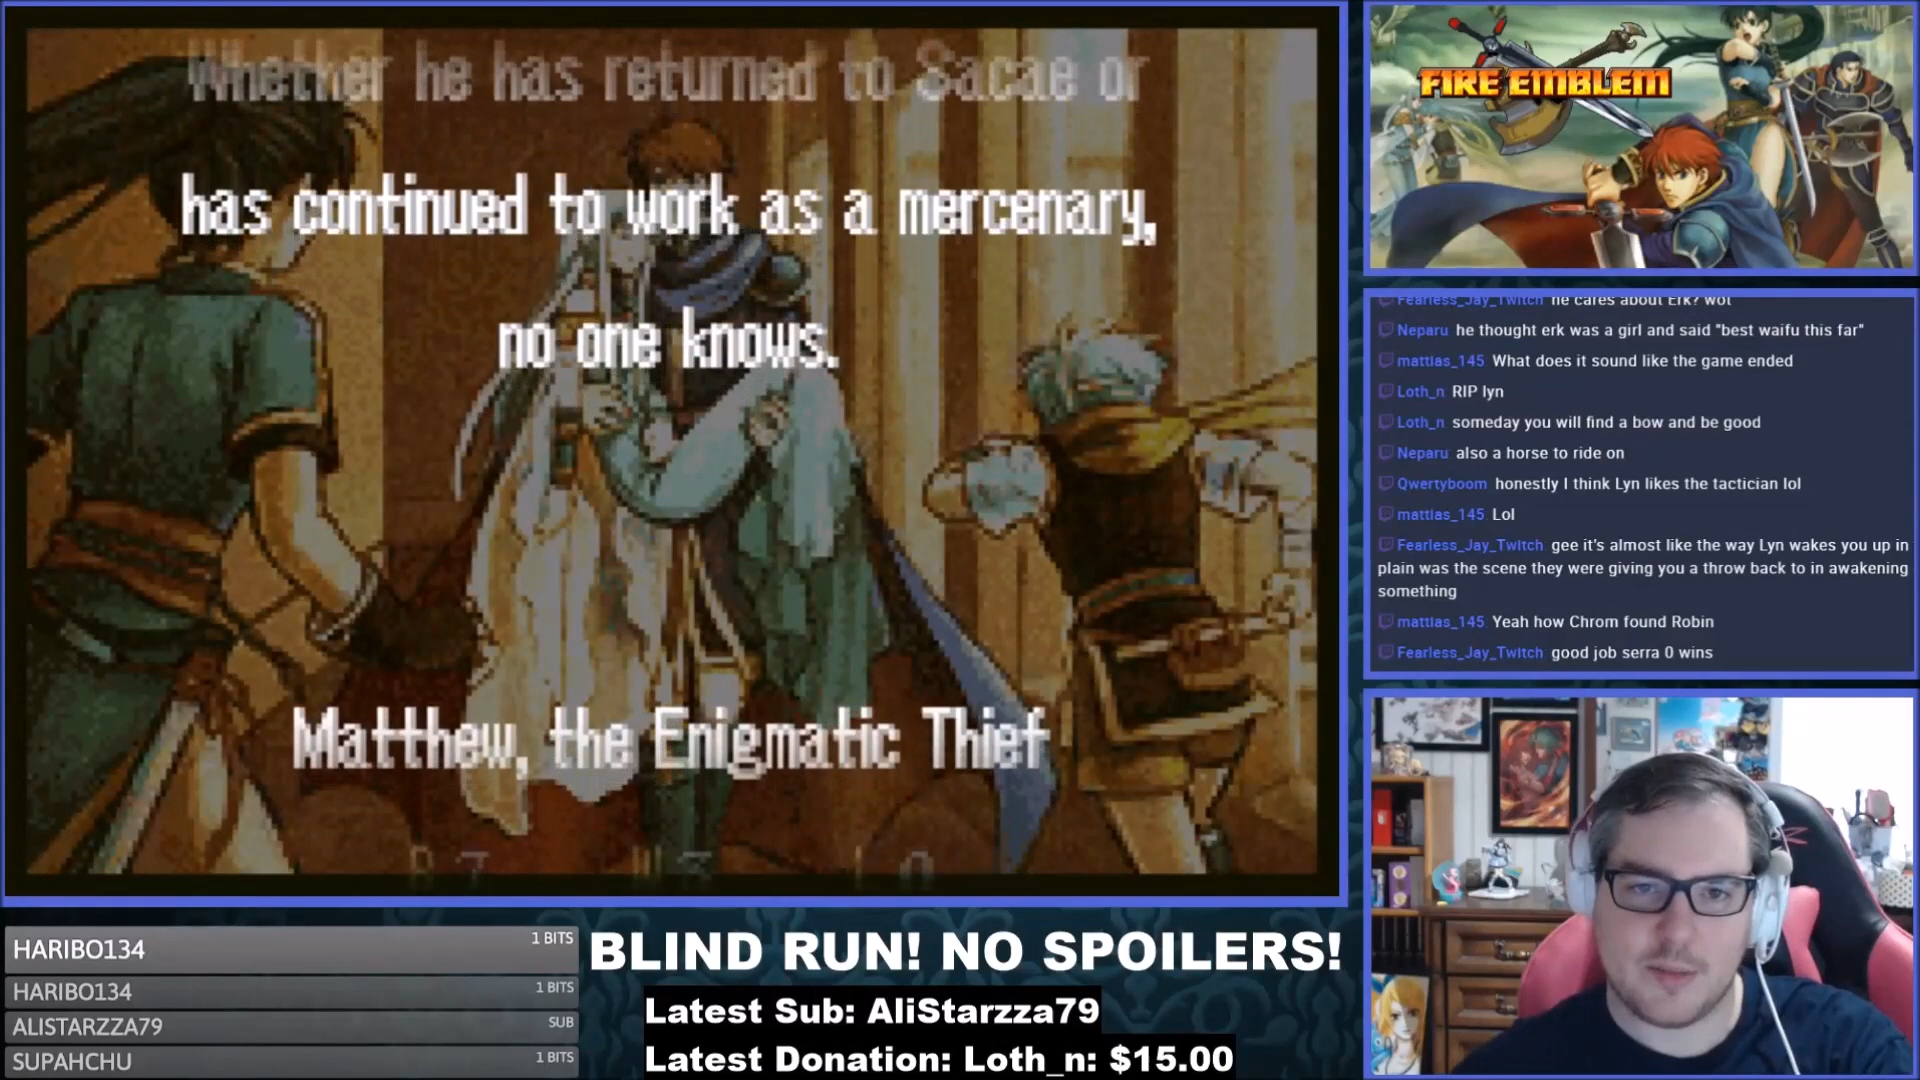 Whether he has returned to Sacae or
has continued to work as a mercenary,
no one knows.
Matthew, the Enigmatic Thief
FIRE EMBLEM
Fearless_Jay_Twitch he cares about Erk? wot
Neparu he thought erk was a girl and said "best waifu this far"
mattias_145 What does it sound like the game ended
Loth_n RIP lyn
Loth_n someday you will find a bow and be good
Neparu also a horse to ride on
Qwertyboom honestly I think Lyn likes the tactician lol
mattias_145 Lol
Fearless_Jay_Twitch gee it's almost like the way Lyn wakes you up in
plain was the scene they were giving you a throw back to in awakening
something
mattias_145 Yeah how Chrom found Robin
Fearless_Jay_Twitch good job serra 0 wins
HARIBO134 1 BITS
HARIBO134 1 BITS
ALISTARZZA79 SUB
SUPAHCHU 1 BITS
BLIND RUN! NO SPOILERS!
Latest Sub: AliStarzza79
Latest Donation: Loth_n: $15.00